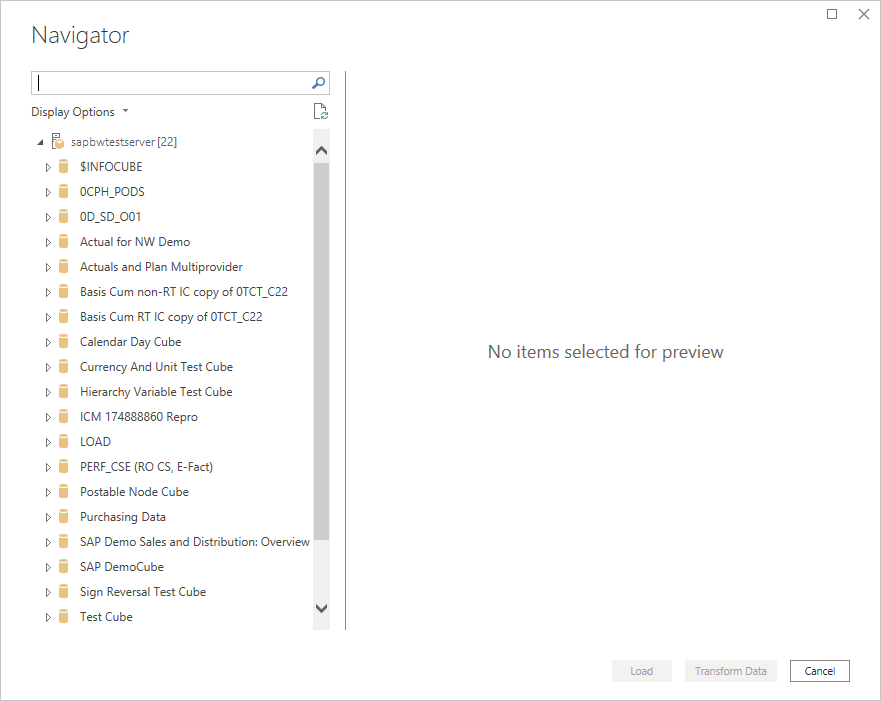 Navigator
Display Options
sapbwtestserver [22]
$INFOCUBE
0CPH_PODS
0D_SD_O01
Actual for NW Demo
Actuals and Plan Multiprovider
Basis Cum non-RT IC copy of 0TCT_C22
Basis Cum RT IC copy of 0TCT_C22
Calendar Day Cube
Currency And Unit Test Cube
Hierarchy Variable Test Cube
ICM 174888860 Repro
LOAD
PERF_CSE (RO CS, E-Fact)
Postable Node Cube
Purchasing Data
SAP Demo Sales and Distribution: Overview
SAP DemoCube
Sign Reversal Test Cube
Test Cube
No items selected for preview
Load Transform Data Cancel